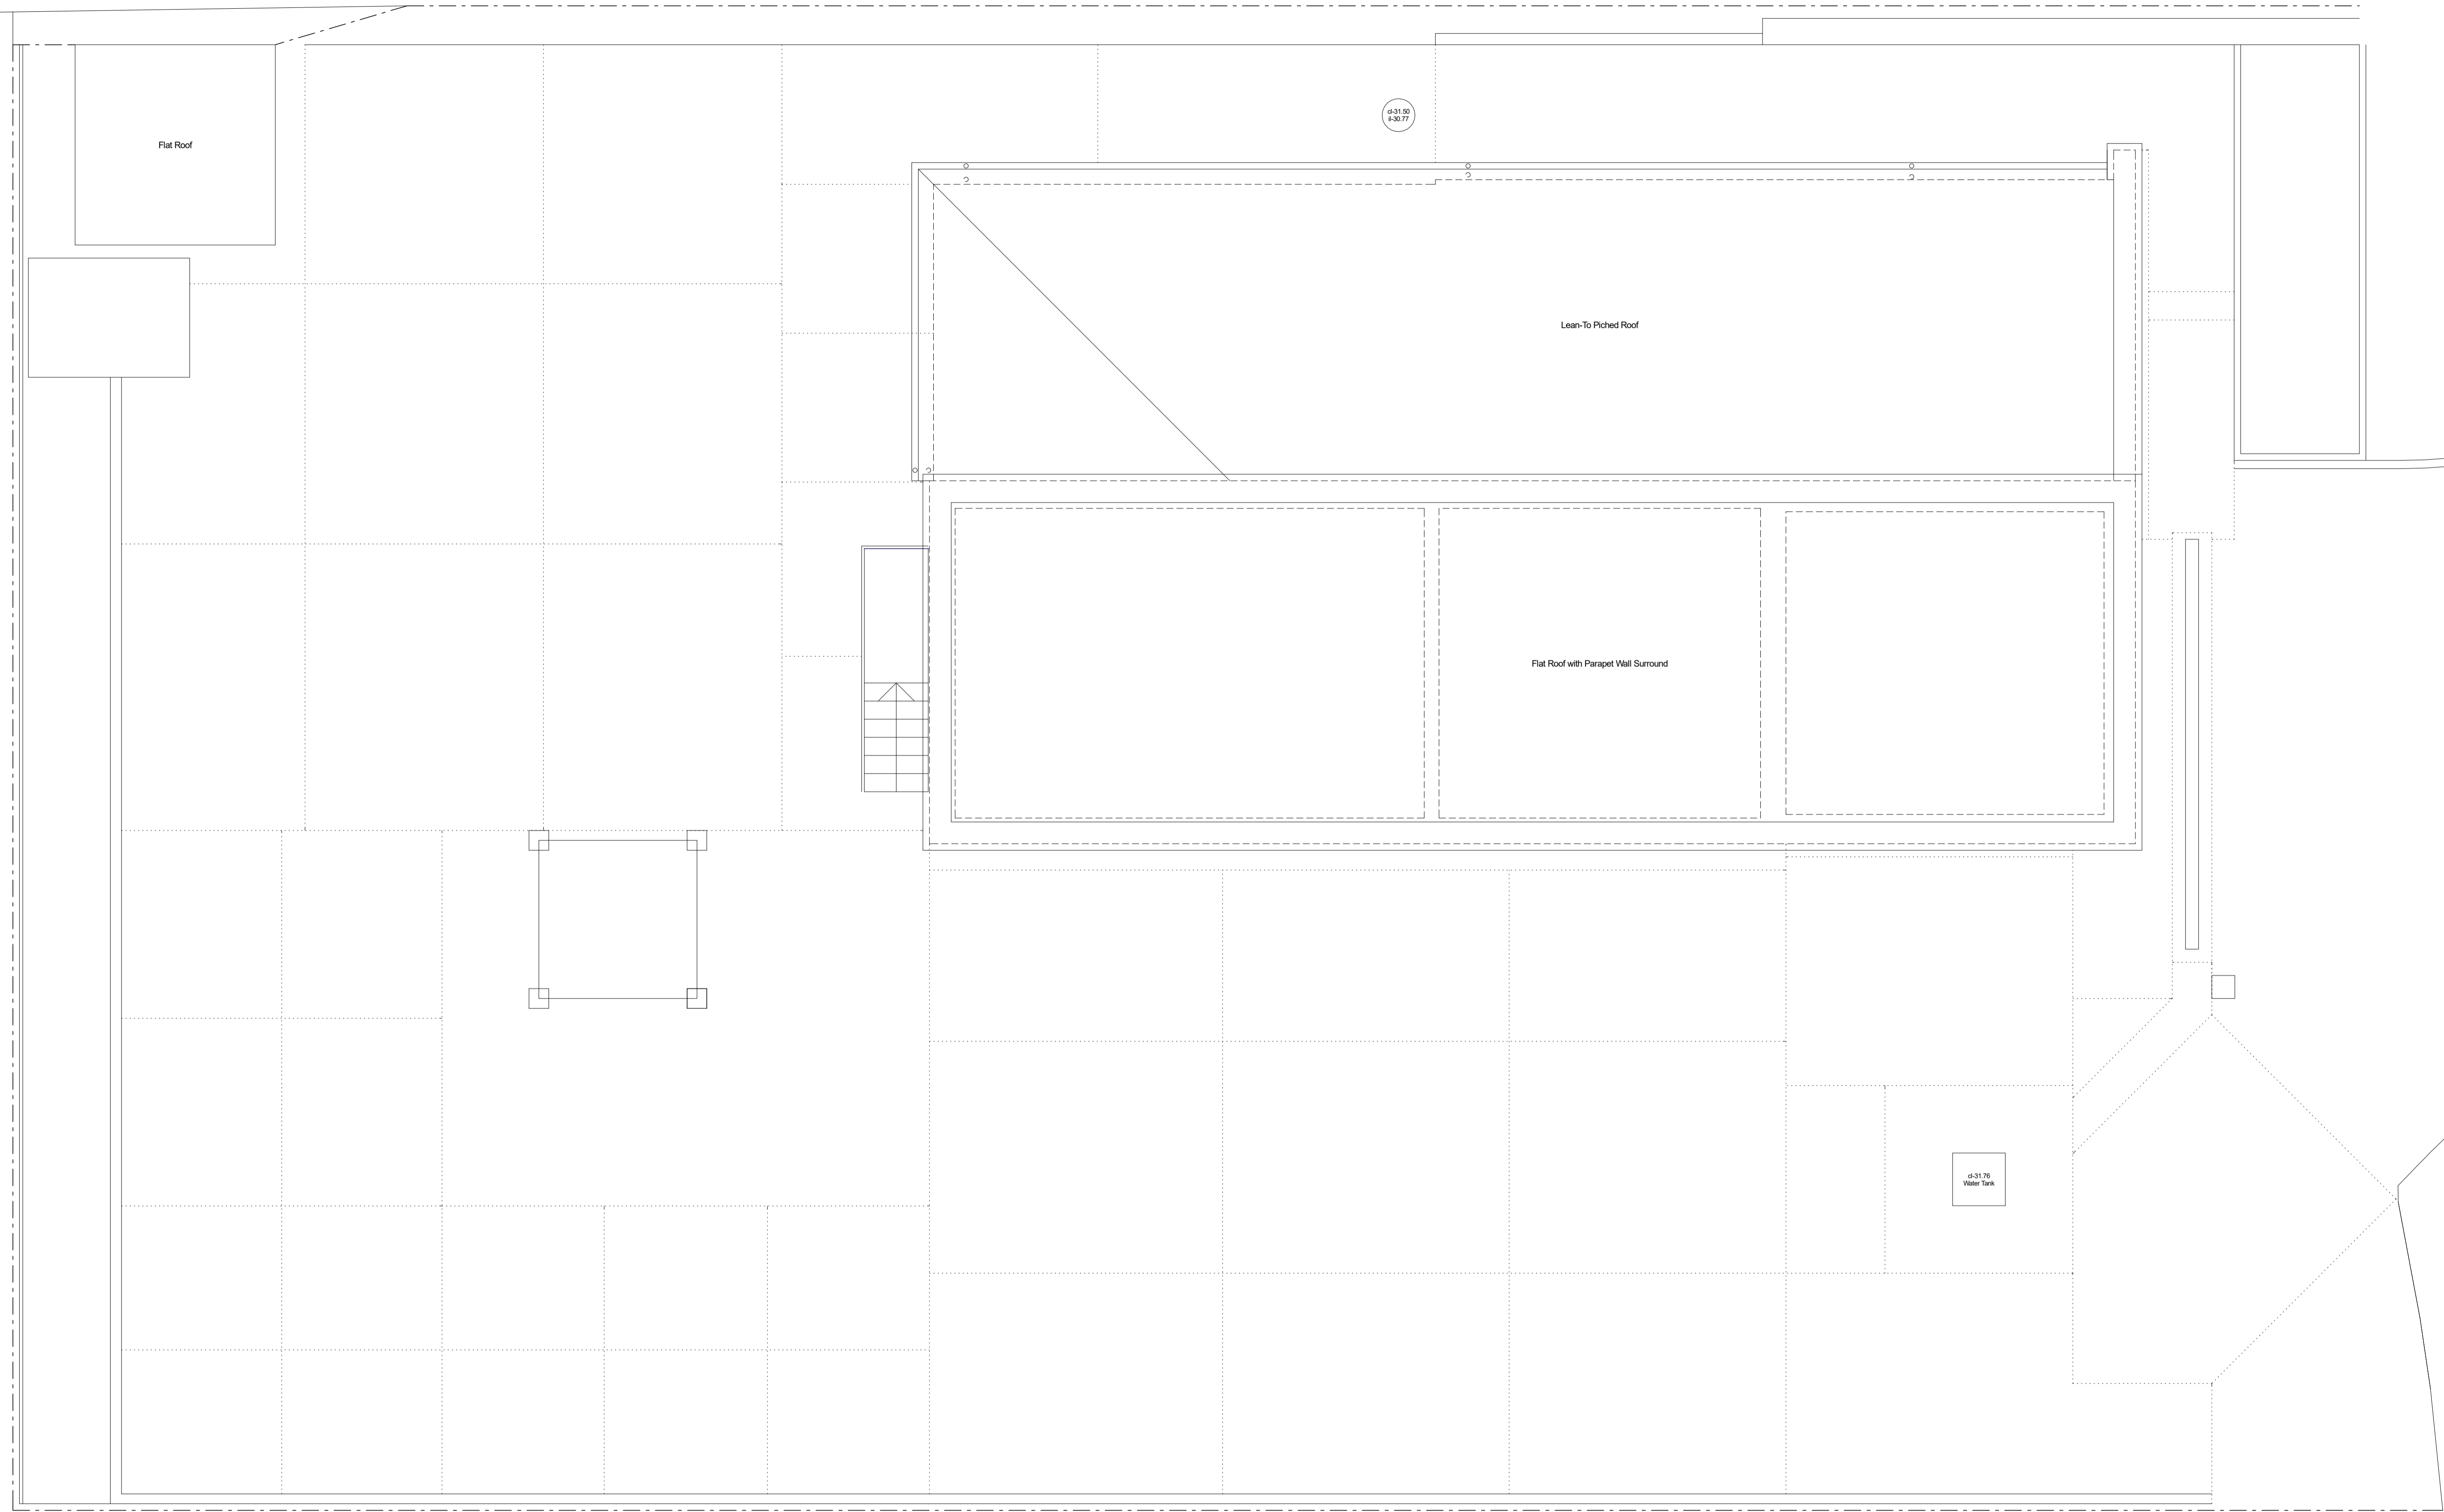 cl-31.50
il-30.77
Flat Roof
Lean-To Piched Roof
Flat Roof with Parapet Wall Surround
cl-31.76
Water Tank